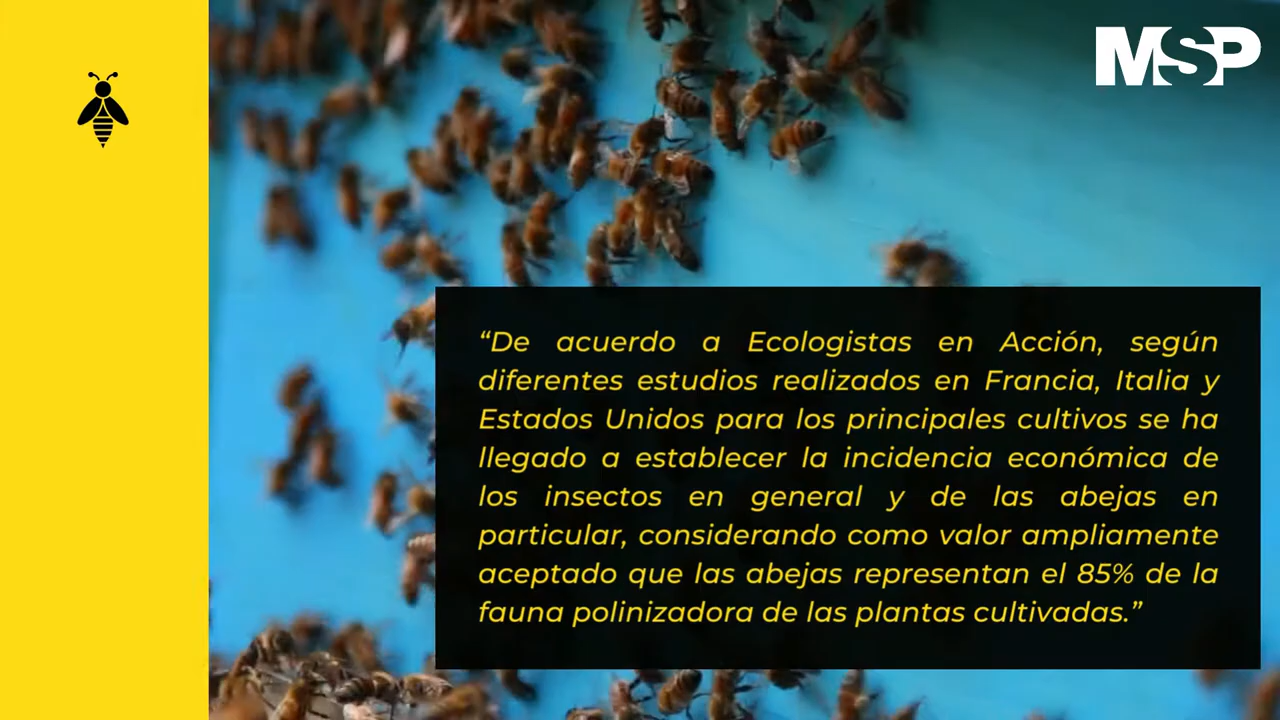 MSP
“De acuerdo a Ecologistas en Acción, según
diferentes estudios realizados en Francia, Italia y
Estados Unidos para los principales cultivos se ha
llegado a establecer la incidencia económica de
los insectos en general y de las abejas en
particular, considerando como valor ampliamente
aceptado que las abejas representan el 85% de la
fauna polinizadora de las plantas cultivadas.”